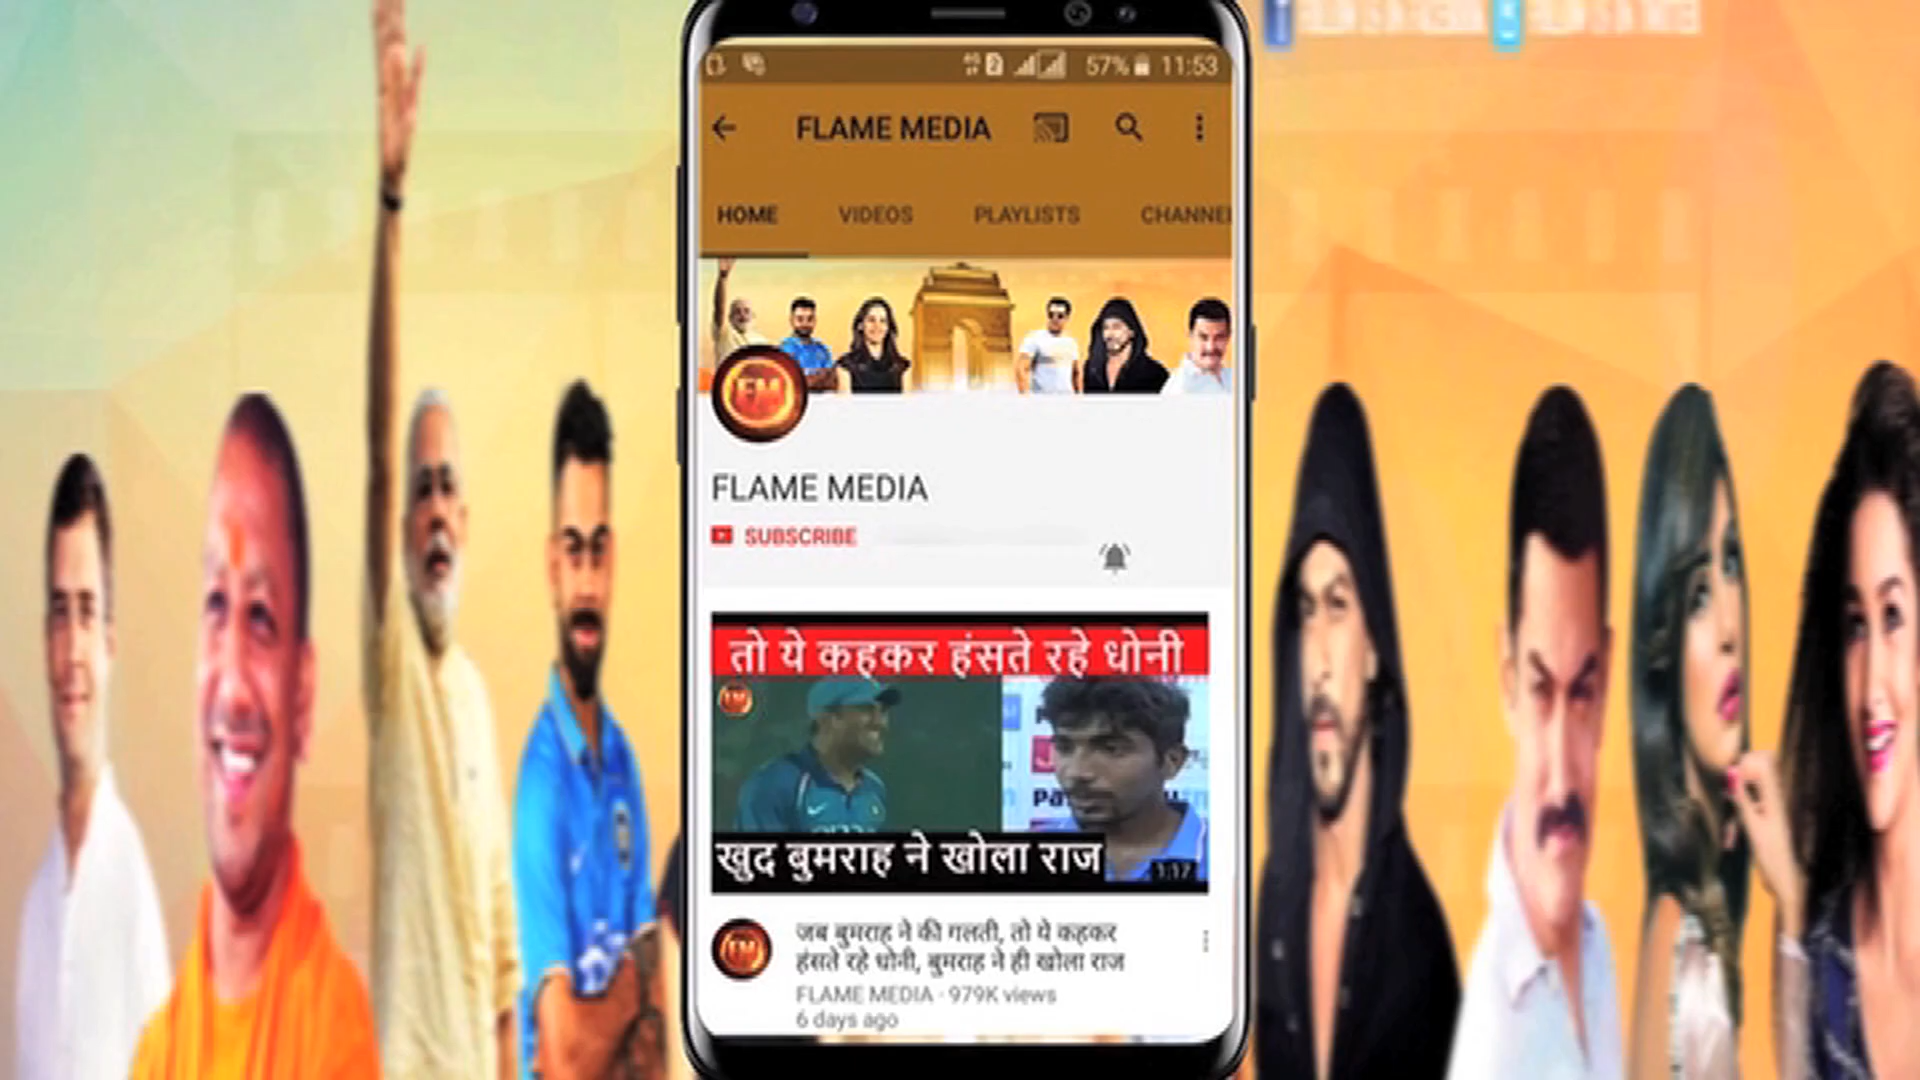 57% 11:53
FLAME MEDIA
HOME VIDEOS PLAYLISTS CHANNEL
FM
FLAME MEDIA
SUBSCRIBE
तो ये कहकर हंसते रहे धोनी
खुद बुमराह ने खोला राज
1:17
FM
जब बुमराह ने की गलती, तो ये कहकर
हंसते रहे धोनी, बुमराह ने ही खोला राज
FLAME MEDIA · 979K views
6 days ago